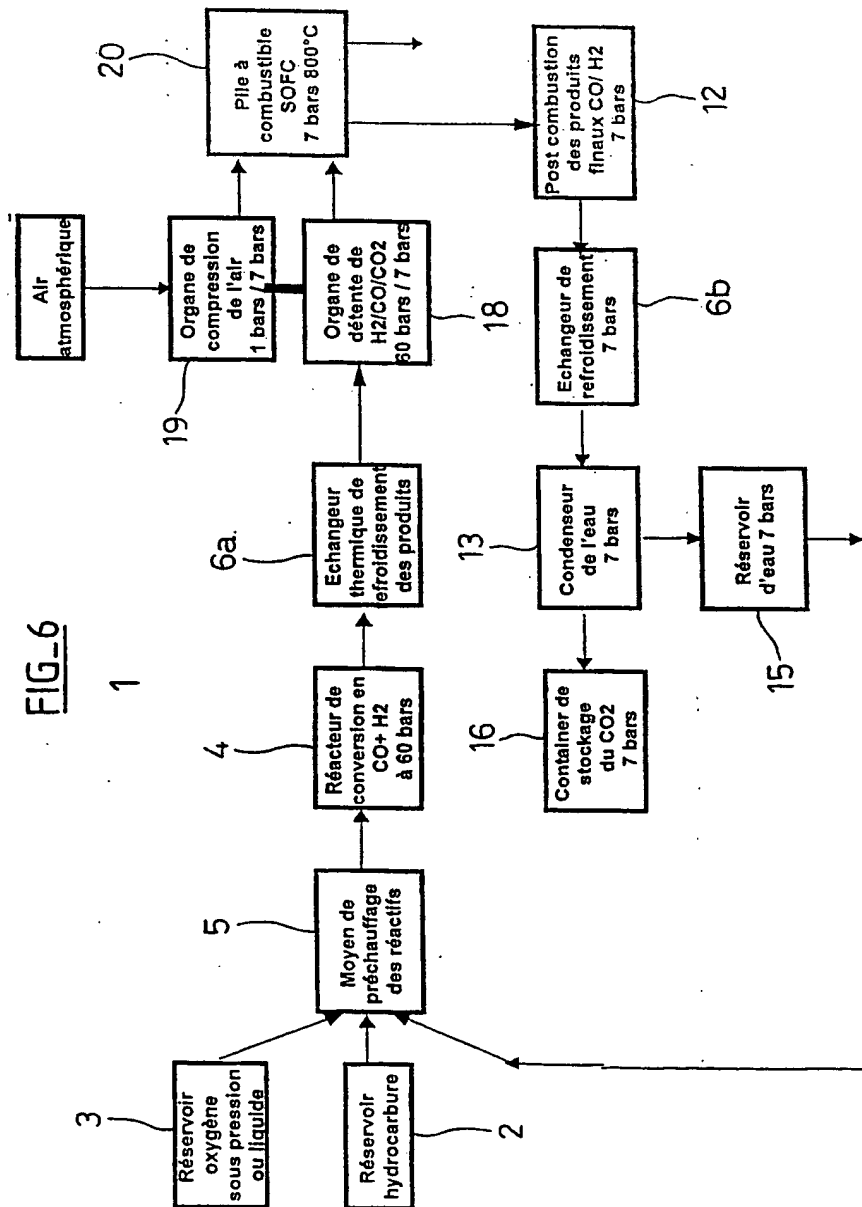 FIG_6
1
Réservoir
oxygène
sous pression
ou liquide
3
Réservoir
hydrocarbure
2
Moyen de
préchauffage
des réactifs
5
Réacteur de
conversion en
CO+ H2
à 60 bars
4
Echangeur
thermique de
refroidissement
des produits
6a
Air
atmosphérique
Organe de
compression
de l'air
1 bars / 7 bars
19
Organe de
détente de
H2/CO/CO2
60 bars / 7 bars
18
Pile à
combustible
SOFC
7 bars 800°C
20
Post combustion
des produits
finaux CO/ H2
7 bars
12
Echangeur de
refroidissement
7 bars
6b
Condenseur
de l'eau
7 bars
13
Container de
stockage
du CO2
7 bars
16
Réservoir
d'eau 7 bars
15